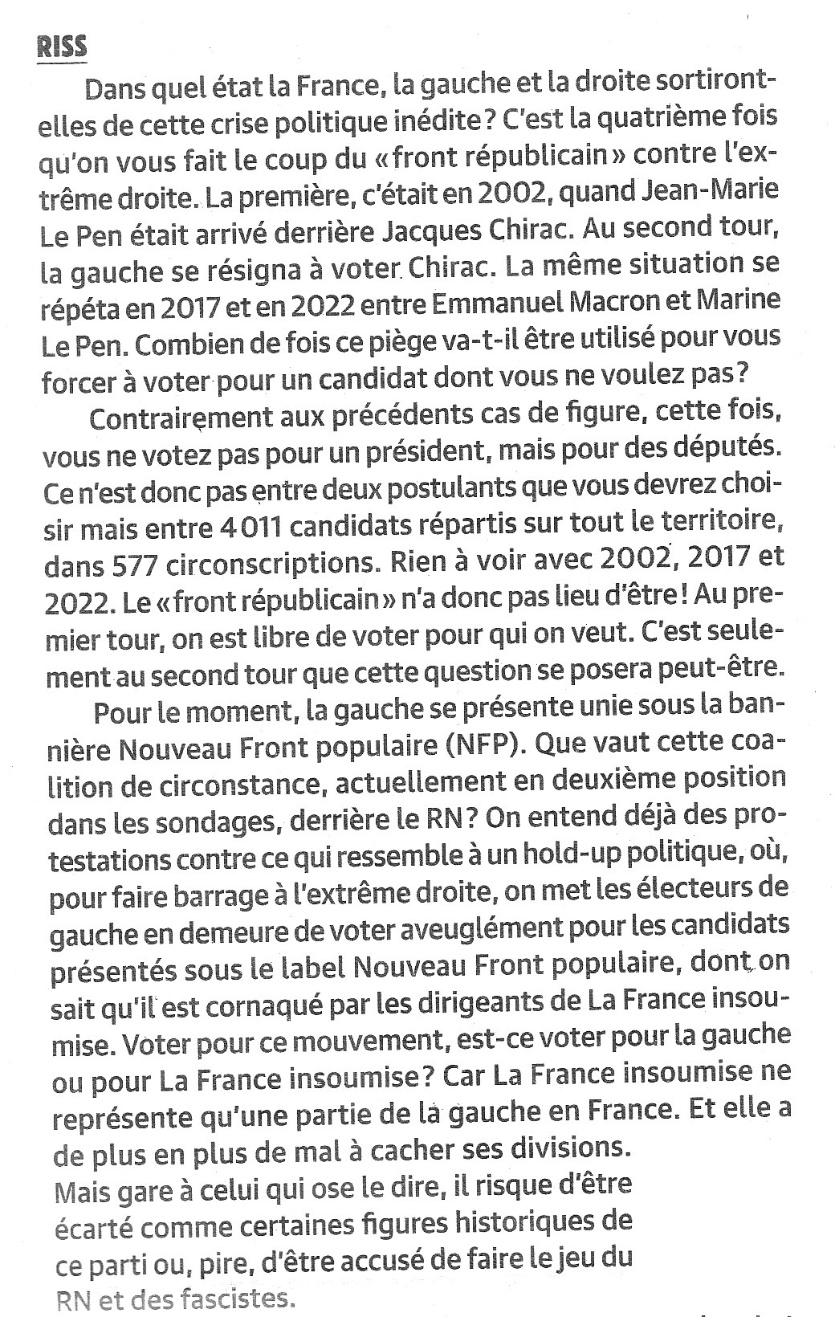 RISS
Dans quel état la France, la gauche et la droite sortiront-
elles de cette crise politique inédite? C'est la quatrième fois
qu'on vous fait le coup du «front républicain» contre l'ex-
trême droite. La première, c'était en 2002, quand Jean-Marie
Le Pen était arrivé derrière Jacques Chirac. Au second tour,
la gauche se résigna à voter Chirac. La même situation se
répéta en 2017 et en 2022 entre Emmanuel Macron et Marine
Le Pen. Combien de fois ce piège va-t-il être utilisé pour vous
forcer à voter pour un candidat dont vous ne voulez pas?
Contrairement aux précédents cas de figure, cette fois,
vous ne votez pas pour un président, mais pour des députés.
Ce n'est donc pas entre deux postulants que vous devrez choi-
sir mais entre 4011 candidats répartis sur tout le territoire,
dans 577 circonscriptions. Rien à voir avec 2002, 2017 et
2022. Le «front républicain» n'a donc pas lieu d'être! Au pre-
mier tour, on est libre de voter pour qui on veut. C'est seule-
ment au second tour que cette question se posera peut-être.
Pour le moment, la gauche se présente unie sous la ban-
nière Nouveau Front populaire (NFP). Que vaut cette coa-
lition de circonstance, actuellement en deuxième position
dans les sondages, derrière le RN? On entend déjà des pro-
testations contre ce qui ressemble à un hold-up politique, où,
pour faire barrage à l'extrême droite, on met les électeurs de
gauche en demeure de voter aveuglément pour les candidats
présentés sous le label Nouveau Front populaire, dont on
sait qu'il est cornaqué par les dirigeants de La France insou-
mise. Voter pour ce mouvement, est-ce voter pour la gauche
ou pour La France insoumise? Car La France insoumise ne
représente qu'une partie de la gauche en France. Et elle a
de plus en plus de mal à cacher ses divisions.
Mais gare à celui qui ose le dire, il risque d'être
écarté comme certaines figures historiques de
ce parti ou, pire, d'être accusé de faire le jeu du
RN et des fascistes.